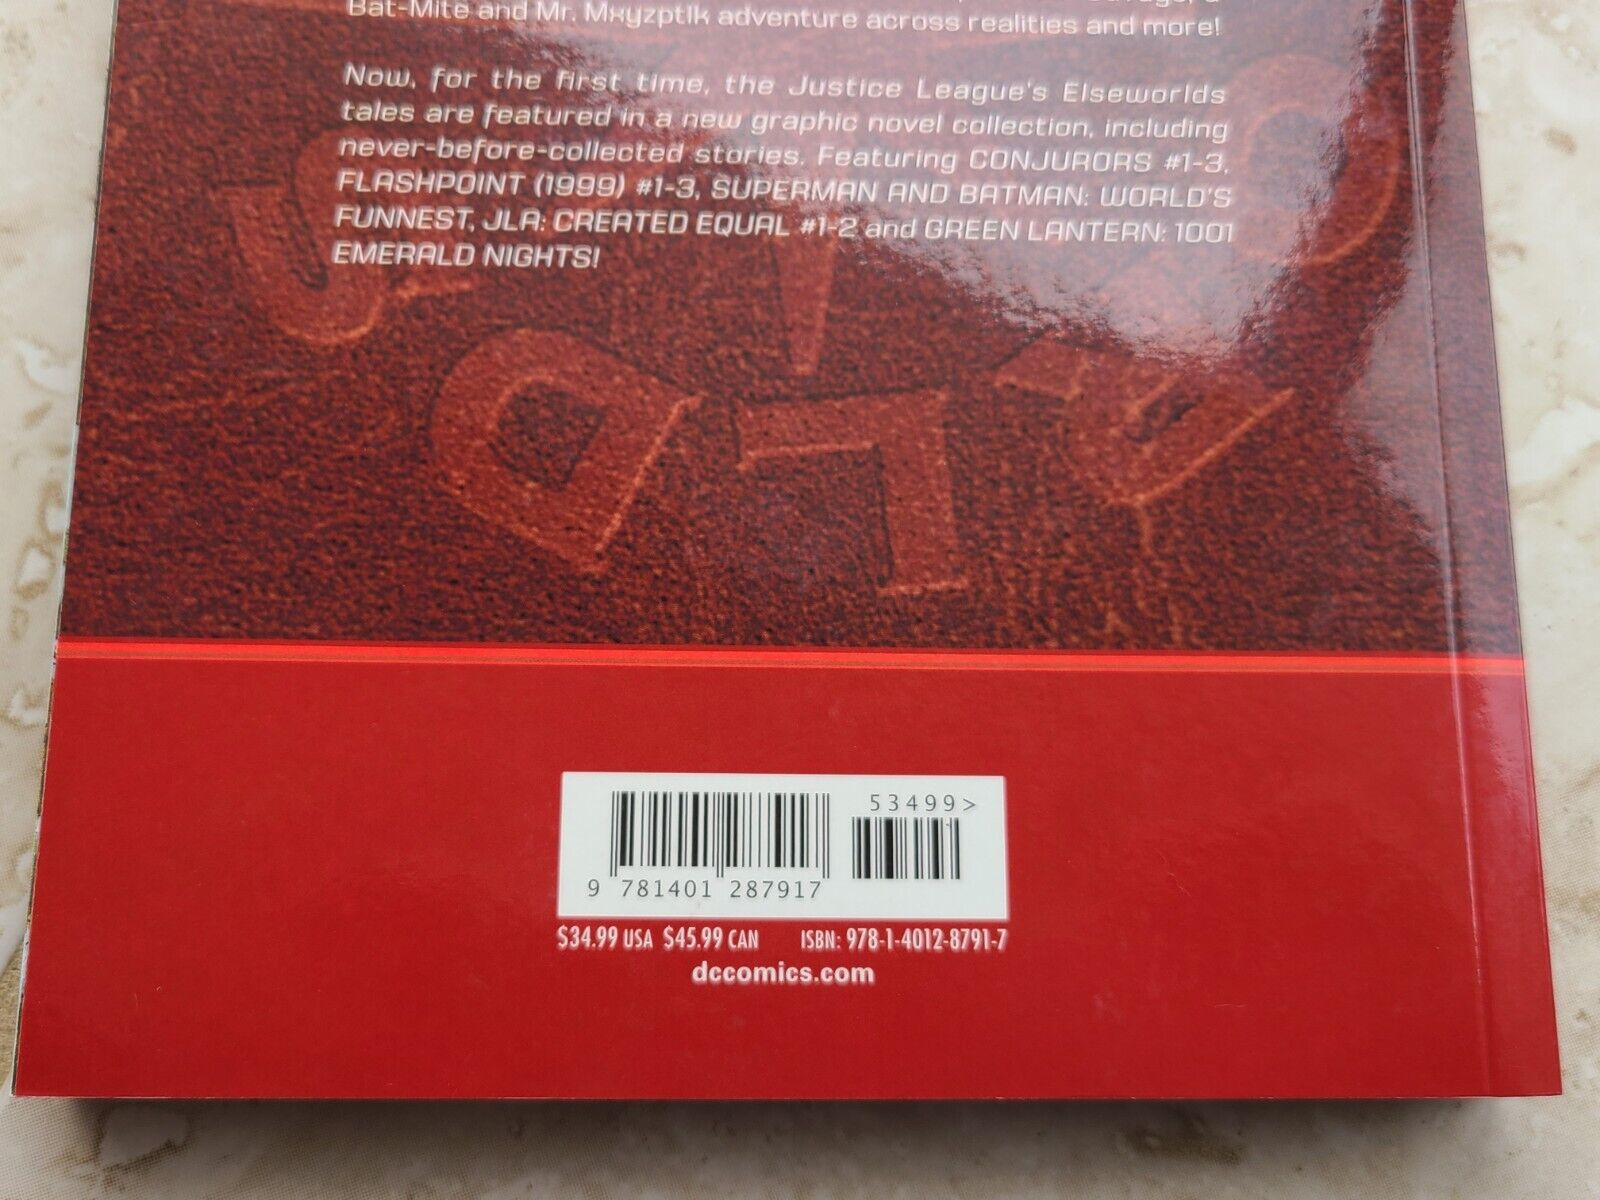 Bat-Mite and Mr. Mxyzptlk adventure across realities and more!
Now, for the first time, the Justice League's Elseworlds
tales are featured in a new graphic novel collection, including
never-before-collected stories. Featuring CONJURORS #1-3,
FLASHPOINT (1999) #1-3, SUPERMAN AND BATMAN: WORLD'S
FUNNEST, JLA: CREATED EQUAL #1-2 and GREEN LANTERN: 1001
EMERALD NIGHTS!
53499>
9 781401 287917
$34.99 USA $45.99 CAN ISBN: 978-1-4012-8791-7
dccomics.com